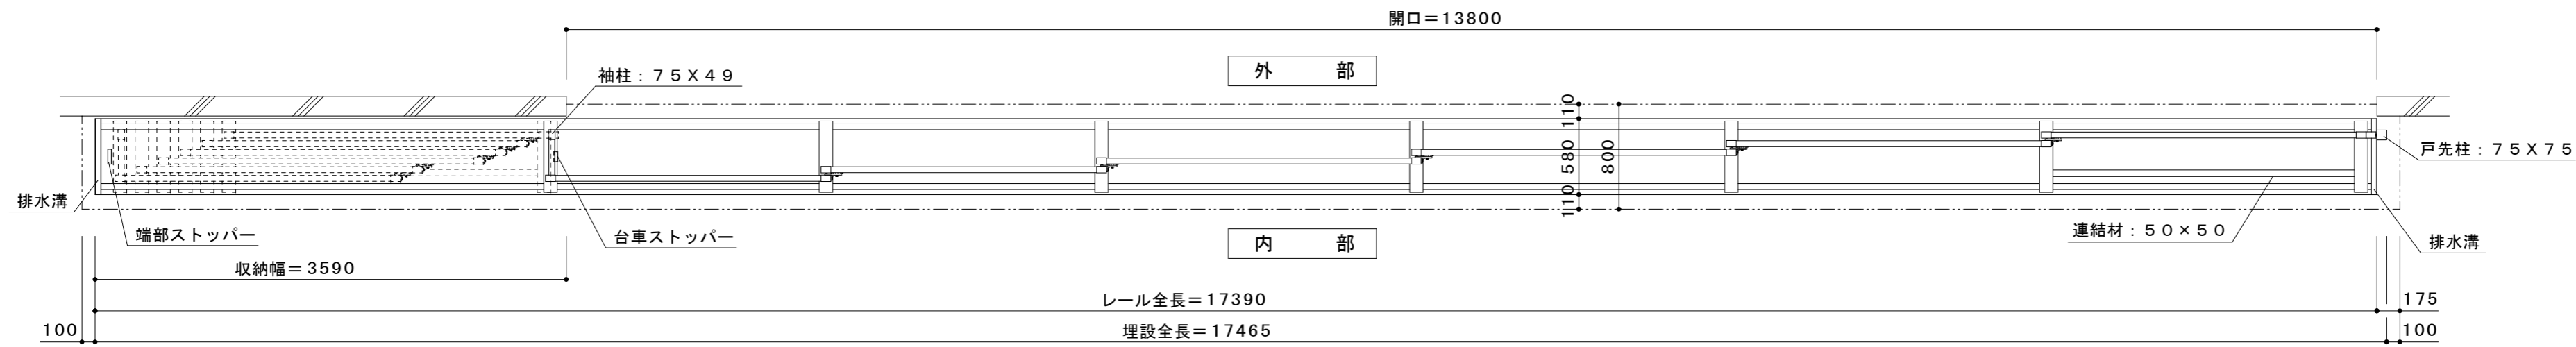 開口＝13800
外　　部
袖柱：７５Ｘ４９
110
580
800
110
戸先柱：７５Ｘ７５
排水溝
端部ストッパー
台車ストッパー
内　　部
連結材：５０×５０
排水溝
収納幅＝3590
レール全長＝17390
175
100
埋設全長＝17465
100